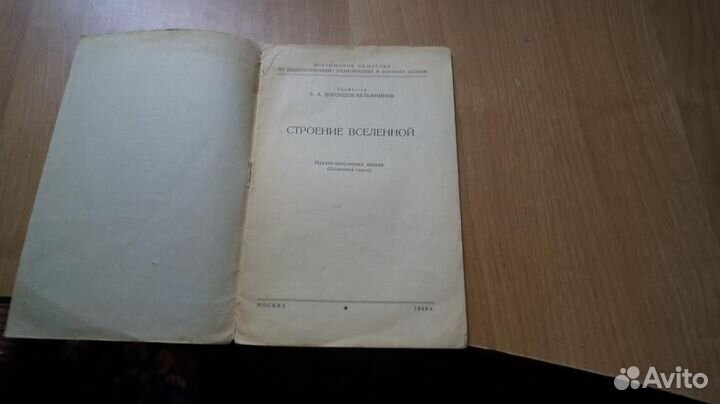 ВСЕСОЮЗНОЕ ОБЩЕСТВО
ПО РАСПРОСТРАНЕНИЮ ПОЛИТИЧЕСКИХ И НАУЧНЫХ ЗНАНИЙ
Профессор
Б. А. ВОРОНЦОВ-ВЕЛЬЯМИНОВ
СТРОЕНИЕ ВСЕЛЕННОЙ
Научно-популярная лекция
МОСКВА
Avito